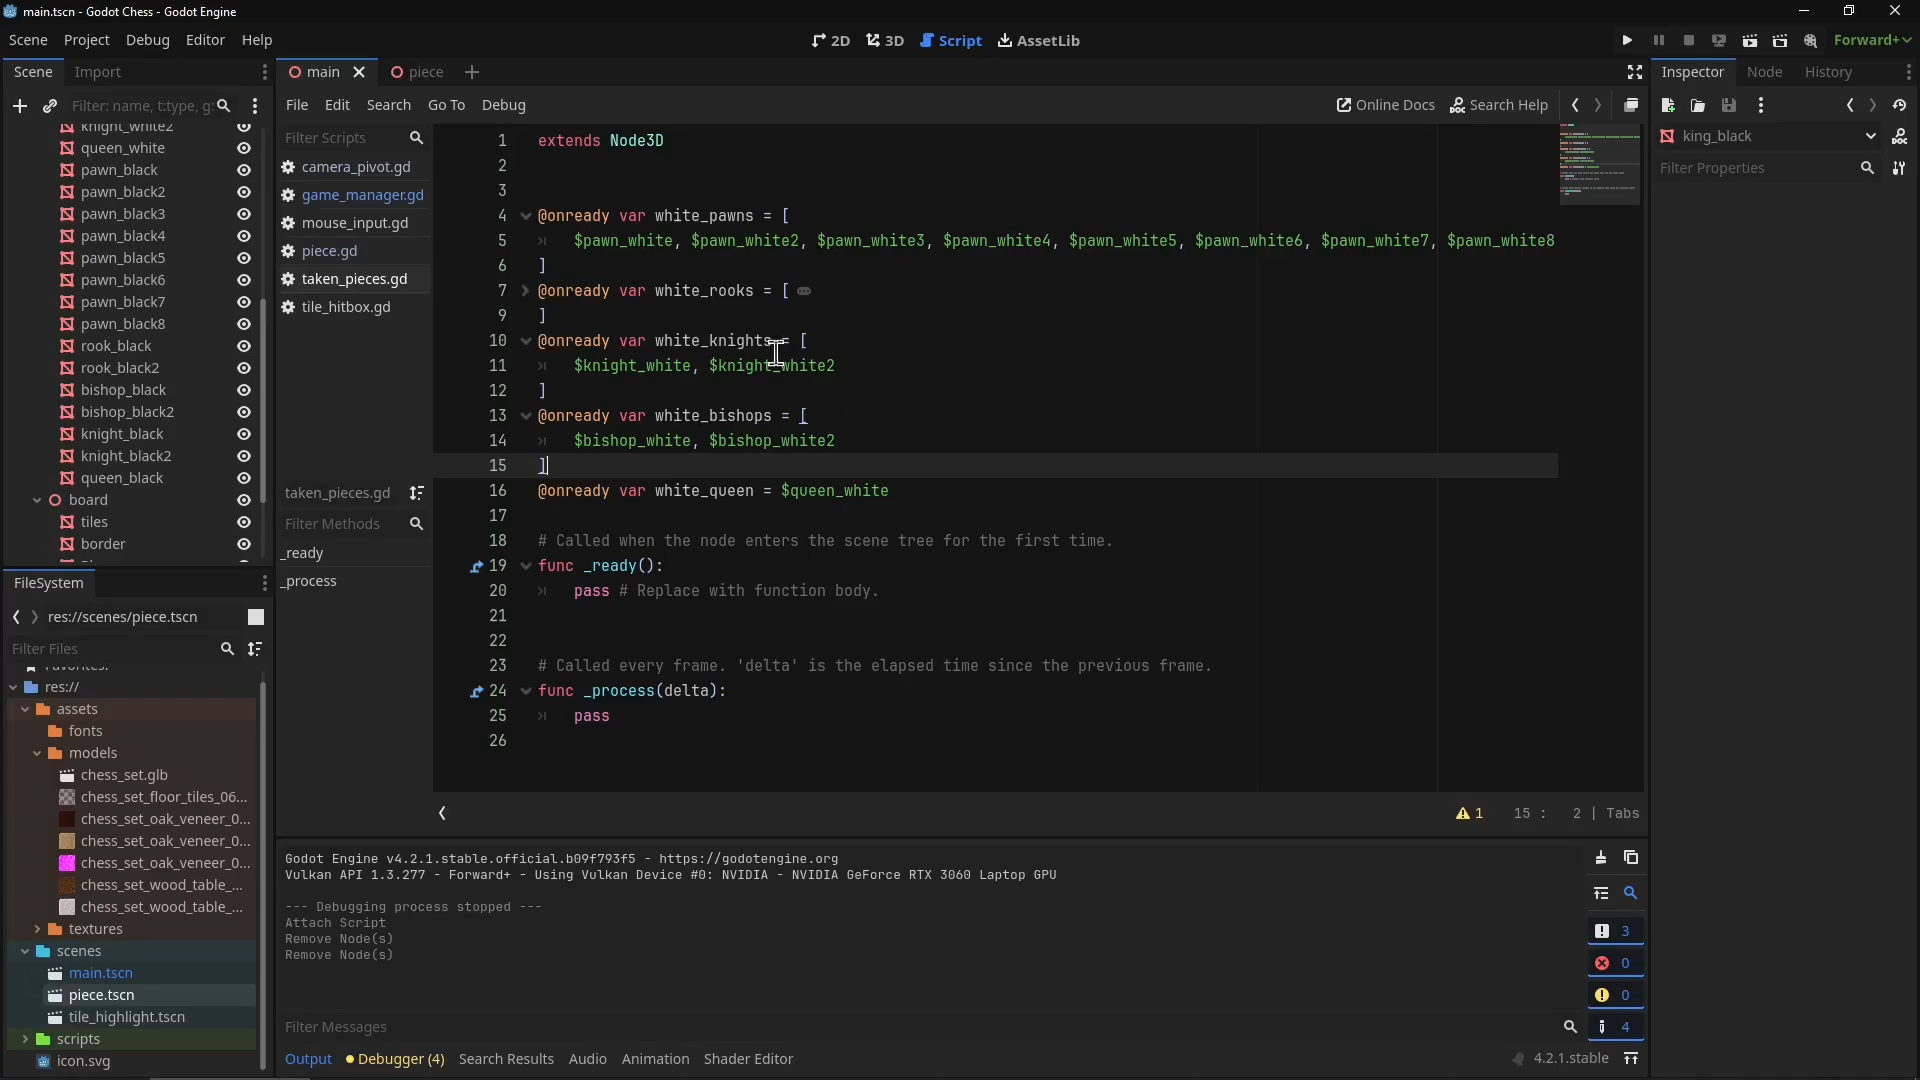 main.tscn - Godot Chess - Godot Engine
Scene Project Debug Editor Help
2D 3D Script AssetLib
Forward+
Scene Import
Filter: name, t:type, g:
knight_white2
queen_white
pawn_black
pawn_black2
pawn_black3
pawn_black4
pawn_black5
pawn_black6
pawn_black7
pawn_black8
rook_black
rook_black2
bishop_black
bishop_black2
knight_black
knight_black2
queen_black
board
tiles
border
FileSystem
res://scenes/piece.tscn
Filter Files
Favorites:
res://
assets
fonts
models
chess_set.glb
chess_set_floor_tiles_06...
chess_set_oak_veneer_0...
chess_set_oak_veneer_0...
chess_set_oak_veneer_0...
chess_set_wood_table_...
chess_set_wood_table_...
textures
scenes
main.tscn
piece.tscn
tile_highlight.tscn
scripts
icon.svg
main piece
File Edit Search Go To Debug
Online Docs Search Help
Filter Scripts
camera_pivot.gd
game_manager.gd
mouse_input.gd
piece.gd
taken_pieces.gd
tile_hitbox.gd
taken_pieces.gd
Filter Methods
_ready
_process
1 extends Node3D
2
3
4 @onready var white_pawns = [
5 $pawn_white, $pawn_white2, $pawn_white3, $pawn_white4, $pawn_white5, $pawn_white6, $pawn_white7, $pawn_white8
6 ]
7 @onready var white_rooks = [
9 ]
10 @onready var white_knights = [
11 $knight_white, $knight_white2
12 ]
13 @onready var white_bishops = [
14 $bishop_white, $bishop_white2
15 ]
16 @onready var white_queen = $queen_white
17
18 # Called when the node enters the scene tree for the first time.
19 func _ready():
20 pass # Replace with function body.
21
22
23 # Called every frame. 'delta' is the elapsed time since the previous frame.
24 func _process(delta):
25 pass
26
1 15 : 2 | Tabs
Godot Engine v4.2.1.stable.official.b09f793f5 - https://godotengine.org
Vulkan API 1.3.277 - Forward+ - Using Vulkan Device #0: NVIDIA - NVIDIA GeForce RTX 3060 Laptop GPU
--- Debugging process stopped ---
Attach Script
Remove Node(s)
Remove Node(s)
3
0
0
4
Filter Messages
Output Debugger (4) Search Results Audio Animation Shader Editor
4.2.1.stable
Inspector Node History
king_black
Filter Properties